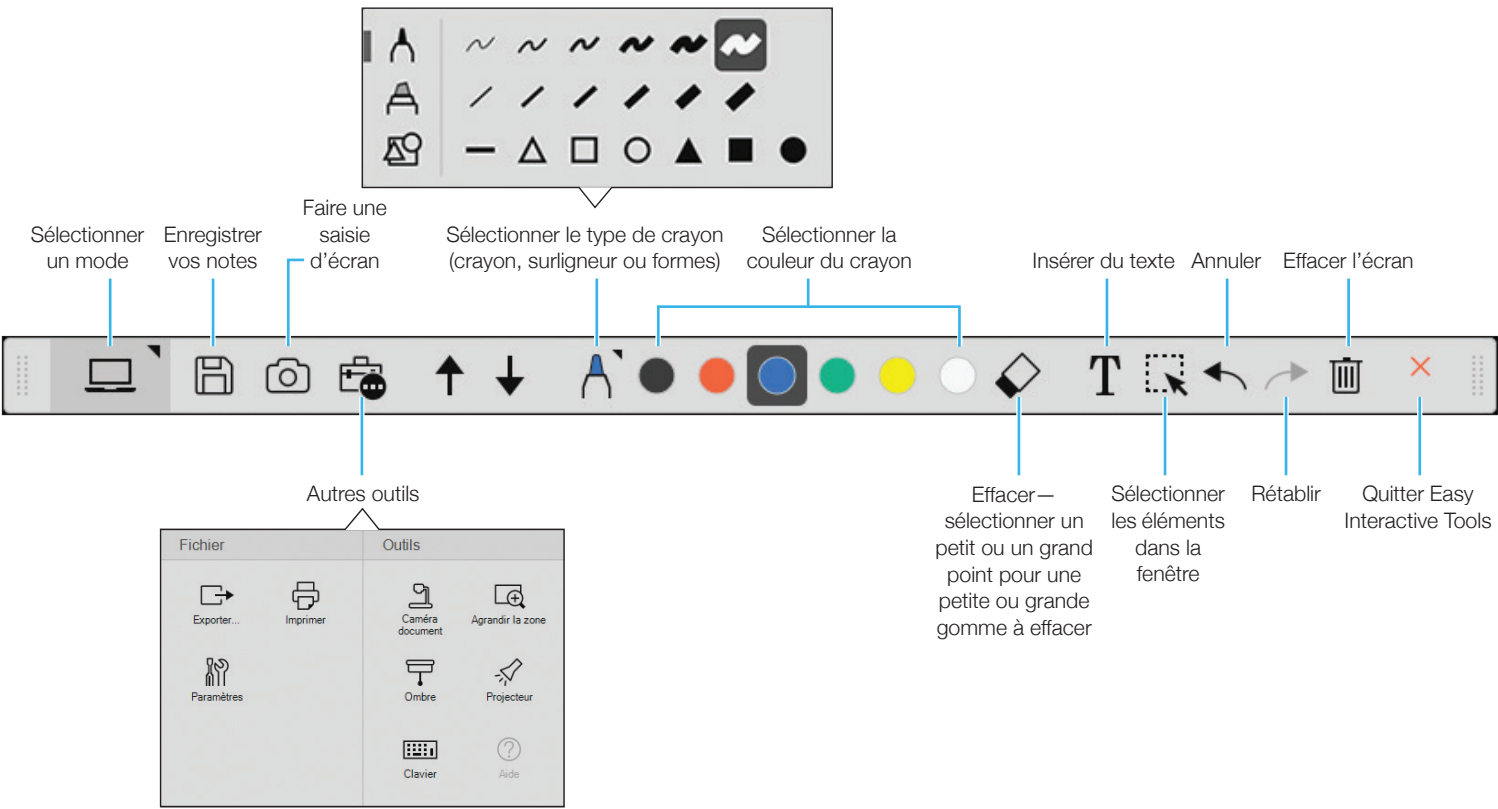 Faire une
saisie
d’écran
Sélectionner
un mode
Enregistrer
vos notes
Sélectionner le type de crayon
(crayon, surligneur ou formes)
Sélectionner la
couleur du crayon
Insérer du texte
Annuler
Effacer l’écran
T
Autres outils
Effacer—
sélectionner un
petit ou un grand
point pour une
petite ou grande
gomme à effacer
Sélectionner
les éléments
dans la
fenêtre
Rétablir
Quitter Easy
Interactive Tools
Fichier
Outils
Exporter...
Imprimer
Caméra
document
Agrandir la zone
Paramètres
Ombre
Projecteur
Clavier
Aide